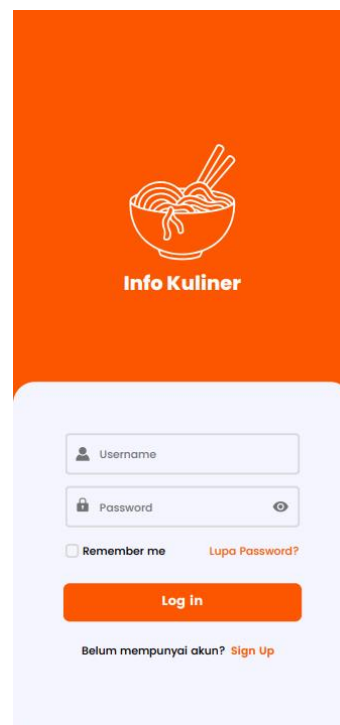 Info Kuliner
Username
Password
Remember me Lupa Password?
Log in
Belum mempunyai akun? Sign Up